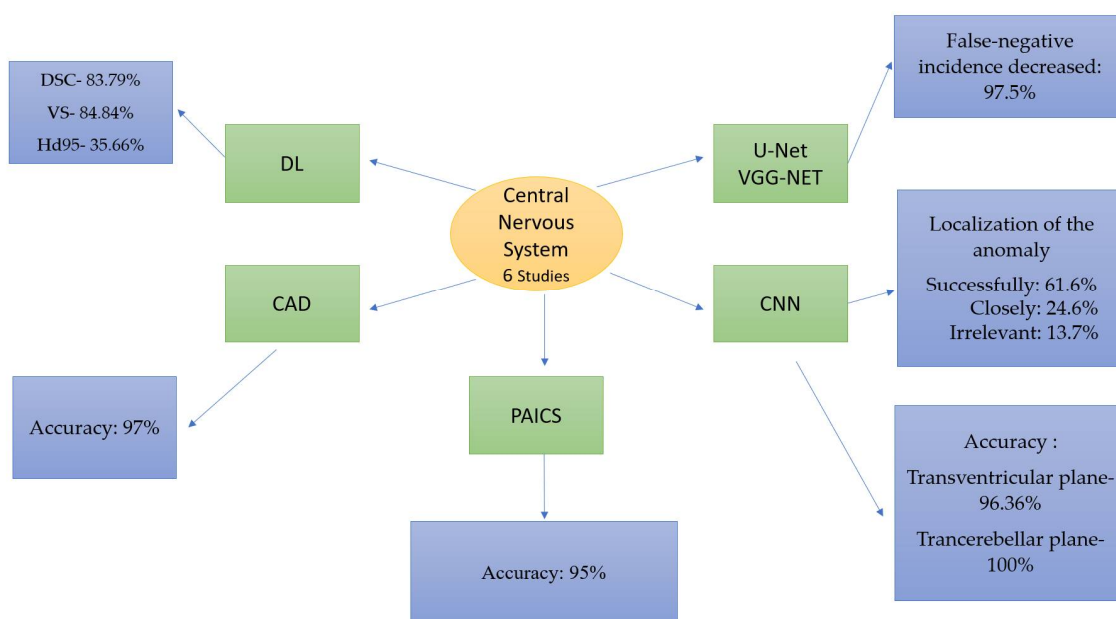 DSC- 83.79%
VS- 84.84%
Hd95- 35.66%
DL
Central
Nervous
System
6 Studies
U-Net
VGG-NET
False-negative
incidence decreased:
97.5%
CAD
CNN
Localization of the
anomaly
Successfully: 61.6%
Closely: 24.6%
Irrelevant: 13.7%
Accuracy: 97%
PAICS
Accuracy: 95%
Accuracy :
Transventricular plane-
96.36%
Trancerebellar plane-
100%